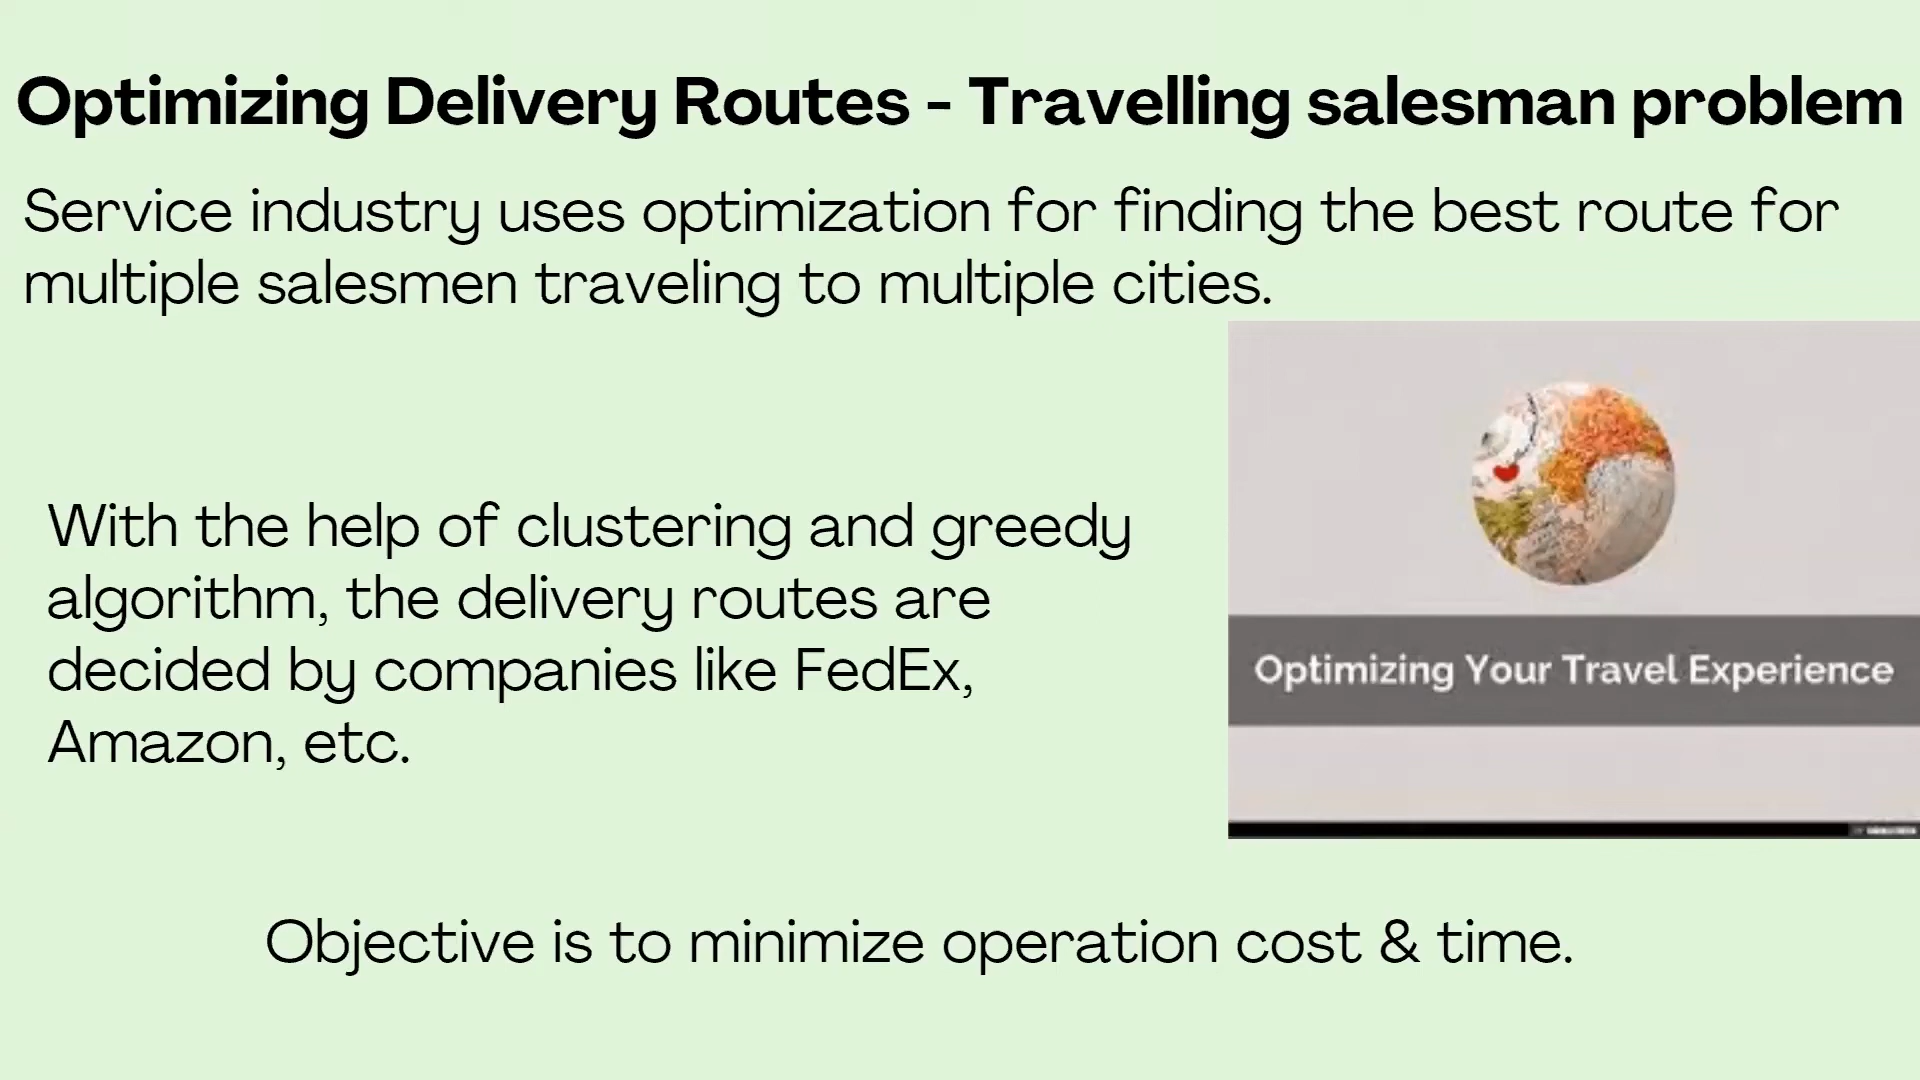 Optimizing Delivery Routes - Travelling salesman problem
Service industry uses optimization for finding the best route for
multiple salesmen traveling to multiple cities.
With the help of clustering and greedy
algorithm, the delivery routes are
decided by companies like FedEx,
Amazon, etc.
Optimizing Your Travel Experience
Objective is to minimize operation cost & time.